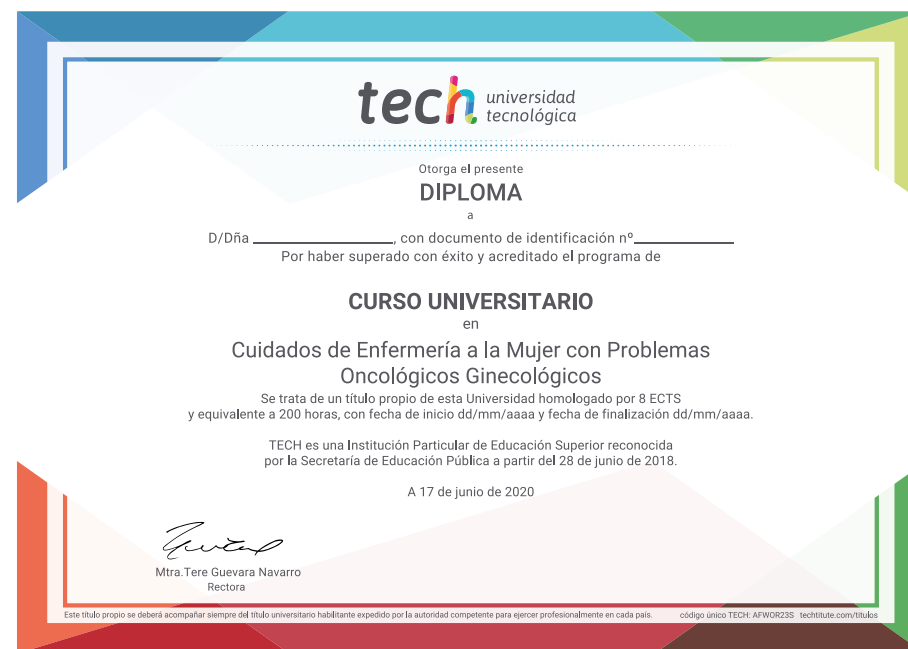 tech universidad
tecnológica
Otorga el presente
DIPLOMA
a
D/Dña ____________, con documento de identificación nº____________
Por haber superado con éxito y acreditado el programa de
CURSO UNIVERSITARIO
en
Cuidados de Enfermería a la Mujer con Problemas
Oncológicos Ginecológicos
Se trata de un título propio de esta Universidad homologado por 8 ECTS
y equivalente a 200 horas, con fecha de inicio dd/mm/aaaa y fecha de finalización dd/mm/aaaa.
TECH es una Institución Particular de Educación Superior reconocida
por la Secretaría de Educación Pública a partir del 28 de junio de 2018.
A 17 de junio de 2020
Mtra.Tere Guevara Navarro
Rectora
Este título propio se deberá acompañar siempre del título universitario habilitante expedido por la autoridad competente para ejercer profesionalmente en cada país. código único TECH: AFWOR23S techtitute.com/titulos